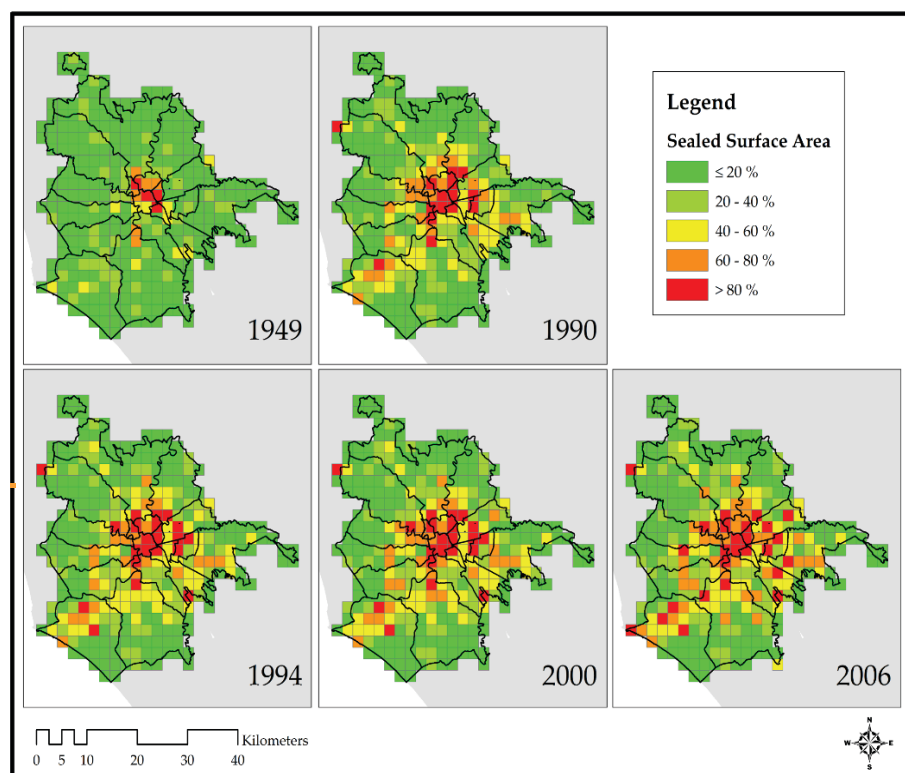 1949
1990
Legend
Sealed Surface Area
≤ 20 %
20 - 40 %
40 - 60 %
60 - 80 %
> 80 %
1994
2000
2006
Kilometers
0 5 10 20 30 40
N
W E
S